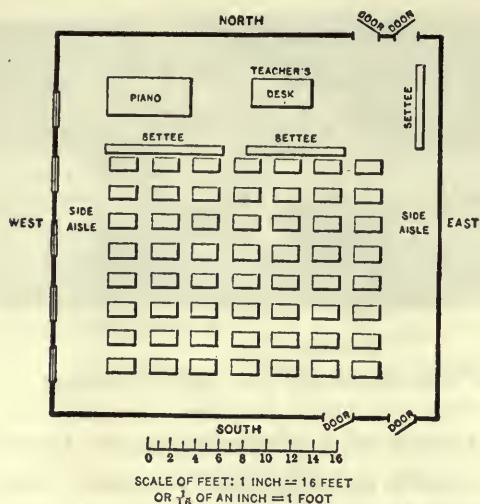 NORTH
DOOR DOOR
TEACHER'S
DESK
PIANO
SETTEE
SETTEE SETTEE
WEST
SIDE
AISLE
SIDE
AISLE
EAST
DOOR DOOR
SOUTH
0 2 4 6 8 10 12 14 16
SCALE OF FEET: 1 INCH = 16 FEET
OR 1/16 OF AN INCH = 1 FOOT